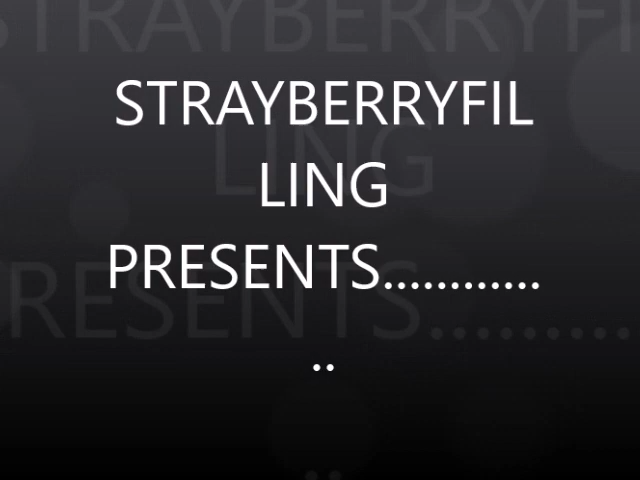 STRAYBERRYFIL
LING
PRESENTS............
..